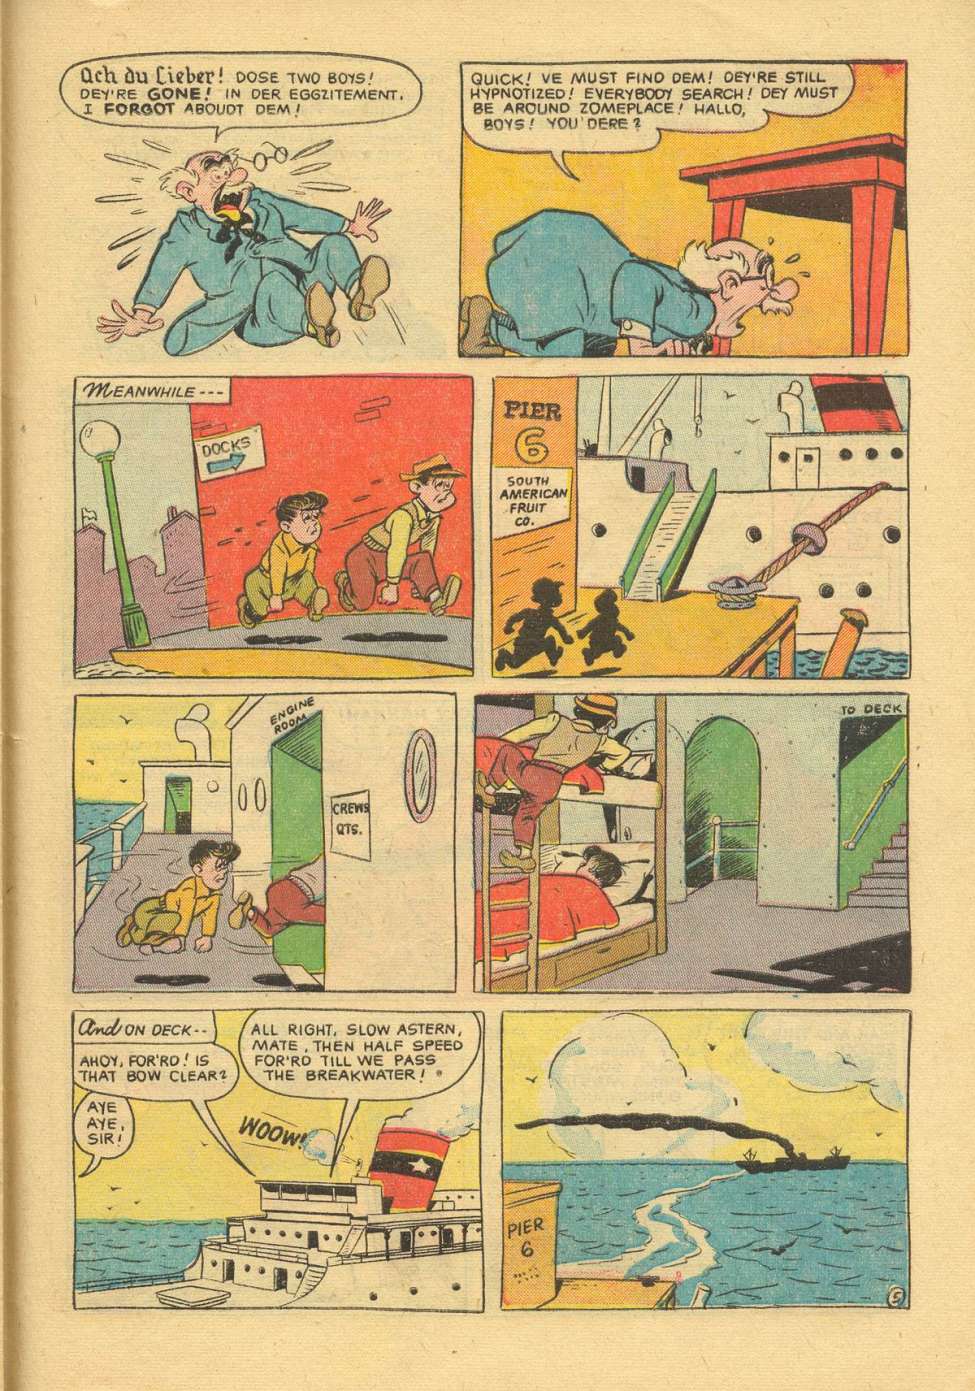 Ach du Lieber! DOSE TWO BOYS!
DEY'RE GONE! IN DER EGGZITEMENT,
I FORGOT ABOUDT DEM!
QUICK! VE MUST FIND DEM! DEY'RE STILL
HYPNOTIZED! EVERYBODY SEARCH! DEY MUST
BE AROUND ZOMEPLACE! HALLO,
BOYS! YOU DERE?
MEANWHILE ---
DOCKS
PIER
6
SOUTH
AMERICAN
FRUIT
CO.
ENGINE
ROOM
CREWS
QTS.
TO DECK
And ON DECK--
AHOY, FOR'RD! IS
THAT BOW CLEAR?
AYE
AYE,
SIR!
ALL RIGHT, SLOW ASTERN,
MATE, THEN HALF SPEED
FOR'RD TILL WE PASS
THE BREAKWATER!
WOOW!
PIER
6
5